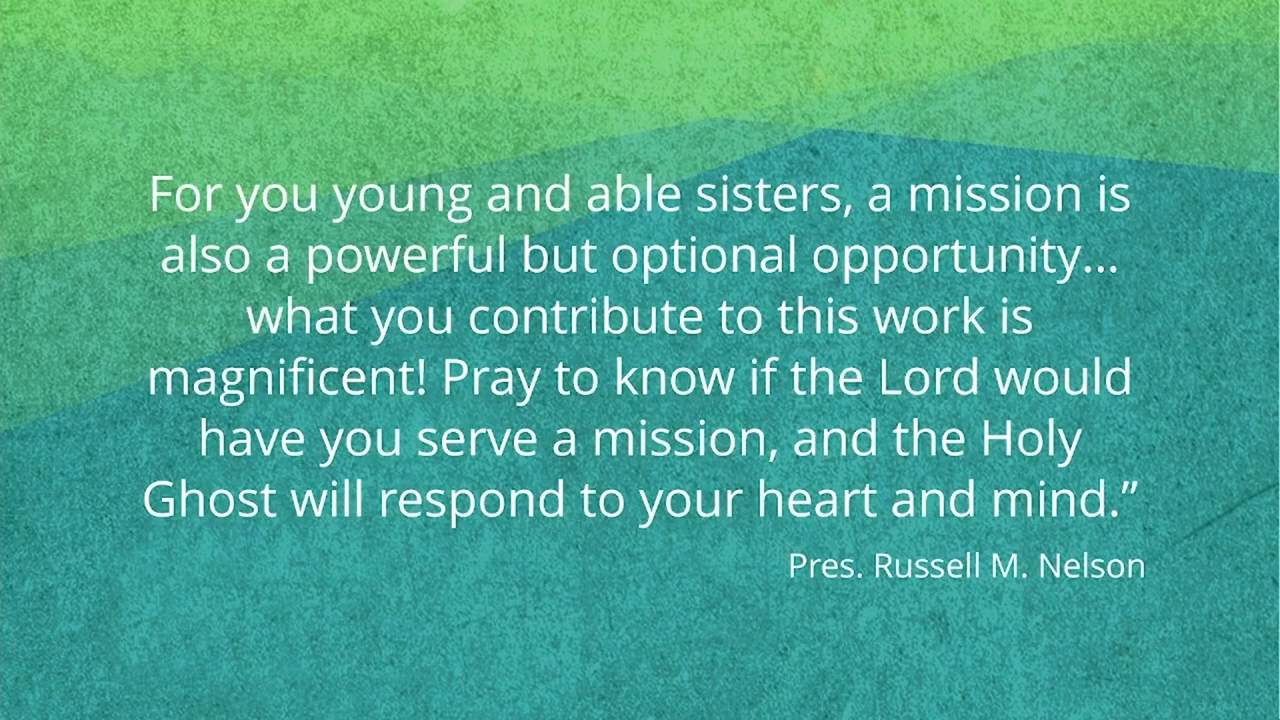 For you young and able sisters, a mission is
also a powerful but optional opportunity...
what you contribute to this work is
magnificent! Pray to know if the Lord would
have you serve a mission, and the Holy
Ghost will respond to your heart and mind.”
Pres. Russell M. Nelson